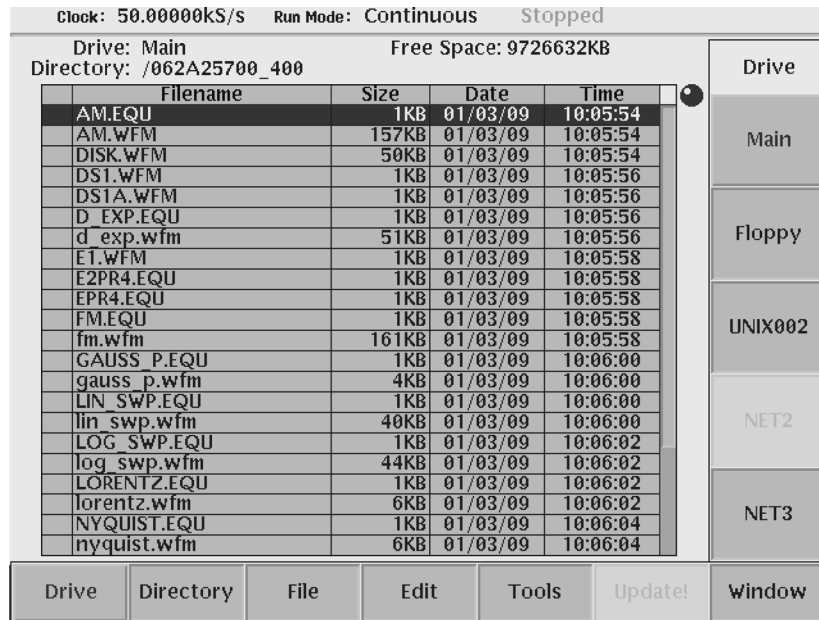 Clock: 50.00000kS/s Run Mode: Continuous Stopped
Drive: Main Free Space: 9726632KB
Directory: /062A25700_400
Filename Size Date Time
AM.EQU 1KB 01/03/09 10:05:54
AM.WFM 157KB 01/03/09 10:05:54
DISK.WFM 50KB 01/03/09 10:05:54
DS1.WFM 1KB 01/03/09 10:05:56
DS1A.WFM 1KB 01/03/09 10:05:56
D_EXP.EQU 1KB 01/03/09 10:05:56
d_exp.wfm 51KB 01/03/09 10:05:56
E1.WFM 1KB 01/03/09 10:05:58
E2PR4.EQU 1KB 01/03/09 10:05:58
EPR4.EQU 1KB 01/03/09 10:05:58
FM.EQU 1KB 01/03/09 10:05:58
fm.wfm 161KB 01/03/09 10:05:58
GAUSS_P.EQU 1KB 01/03/09 10:06:00
gauss_p.wfm 4KB 01/03/09 10:06:00
LIN_SWP.EQU 1KB 01/03/09 10:06:00
lin_swp.wfm 40KB 01/03/09 10:06:00
LOG_SWP.EQU 1KB 01/03/09 10:06:02
log_swp.wfm 44KB 01/03/09 10:06:02
LORENTZ.EQU 1KB 01/03/09 10:06:02
lorentz.wfm 6KB 01/03/09 10:06:02
NYQUIST.EQU 1KB 01/03/09 10:06:04
nyquist.wfm 6KB 01/03/09 10:06:04
Drive
Main
Floppy
UNIX002
NET2
NET3
Drive Directory File Edit Tools Update! Window